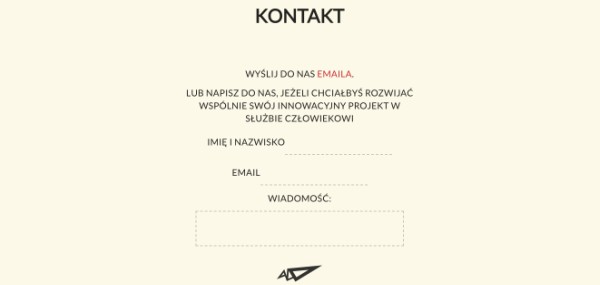 KONTAKT
WYŚLIJ DO NAS EMAILA.
LUB NAPISZ DO NAS, JEŻELI CHCIAŁBYŚ ROZWIJAĆ
WSPÓLNIE SWÓJ INNOWACYJNY PROJEKT W
SŁUŻBIE CZŁOWIEKOWI
IMIĘ I NAZWISKO
EMAIL
WIADOMOŚĆ: